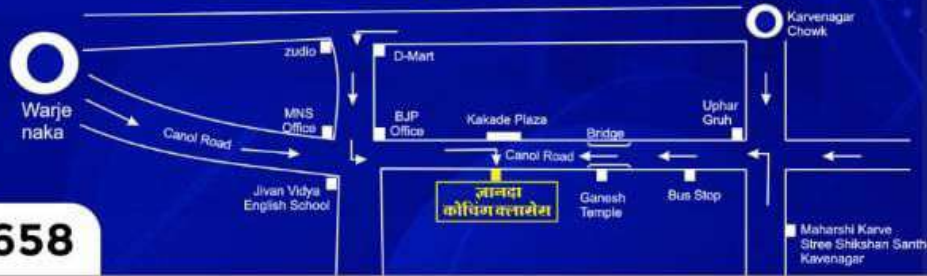 Karvenagar
Chowk
zudio
D-Mart
Warje
naka
MNS
Office
BJP
Office
Kakade Plaza
Uphar
Gruh
Bridge
Canol Road
Canol Road
Jivan Vidya
English School
ज्ञानदा
कोचिंग क्लासेस
Ganesh
Temple
Bus Stop
658
Maharshi Karve
Stree Shikshan Santh
Kavenagar